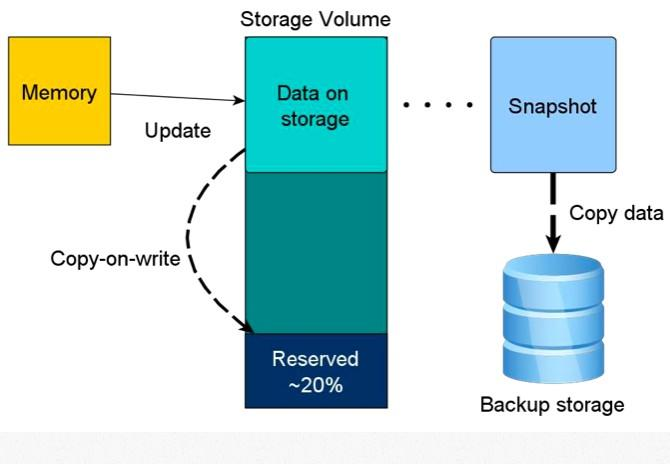 Storage Volume
Memory
Data on
storage
Snapshot
Update
Copy data
Copy-on-write
Reserved
~20%
Backup storage